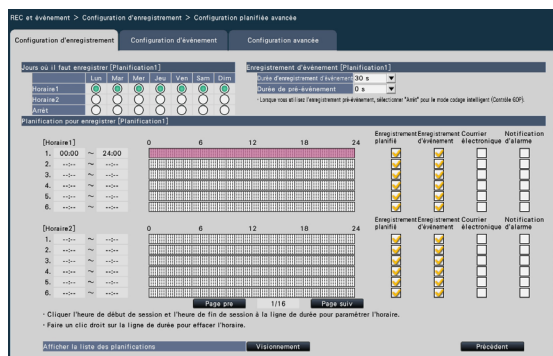 REC et événement > Configuration d'enregistrement > Configuration planifiée avancée
Configuration d'enregistrement Configuration d'événement Configuration avancée
Jours où il faut enregistrer [Planification1]
Lun Mar Mer Jeu Ven Sam Dim
Horaire1
Horaire2
Arrêt
Enregistrement d'événement [Planification1]
Durée d'enregistrement d'événement 30 s
Durée de pré-événement 0 s
· Lorsque vous utilisez l'enregistrement pré-événement, sélectionner "Arrêt" pour le mode codage intelligent (Contrôle GOP).
Planification pour enregistrer [Planification1]
[Horaire1] 0 6 12 18 24 Enregistrement planifié Enregistrement d'événement Courrier électronique Notification d'alarme
1. 00:00 ~ 24:00
2. --:-- ~ --:--
3. --:-- ~ --:--
4. --:-- ~ --:--
5. --:-- ~ --:--
6. --:-- ~ --:--
[Horaire2] 0 6 12 18 24 Enregistrement planifié Enregistrement d'événement Courrier électronique Notification d'alarme
1. --:-- ~ --:--
2. --:-- ~ --:--
3. --:-- ~ --:--
4. --:-- ~ --:--
5. --:-- ~ --:--
6. --:-- ~ --:--
Page pre 1/16 Page suiv
· Cliquer l'heure de début de session et l'heure de fin de session à la ligne de durée pour paramétrer l'horaire.
· Faire un clic droit sur la ligne de durée pour effacer l'horaire.
Afficher la liste des planifications Visionnement Précédent